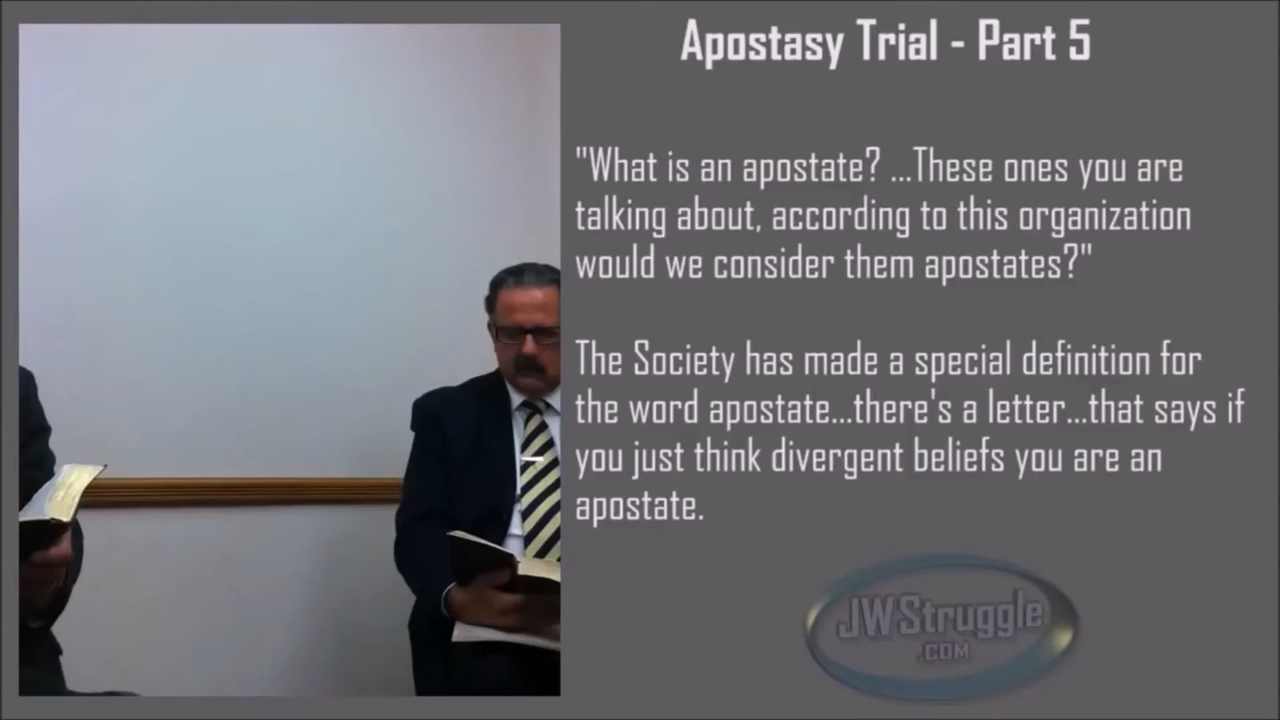 Apostasy Trial - Part 5
"What is an apostate? ...These ones you are
talking about, according to this organization
would we consider them apostates?"
The Society has made a special definition for
the word apostate...there's a letter...that says if
you just think divergent beliefs you are an
apostate.
JWStruggle
.COM